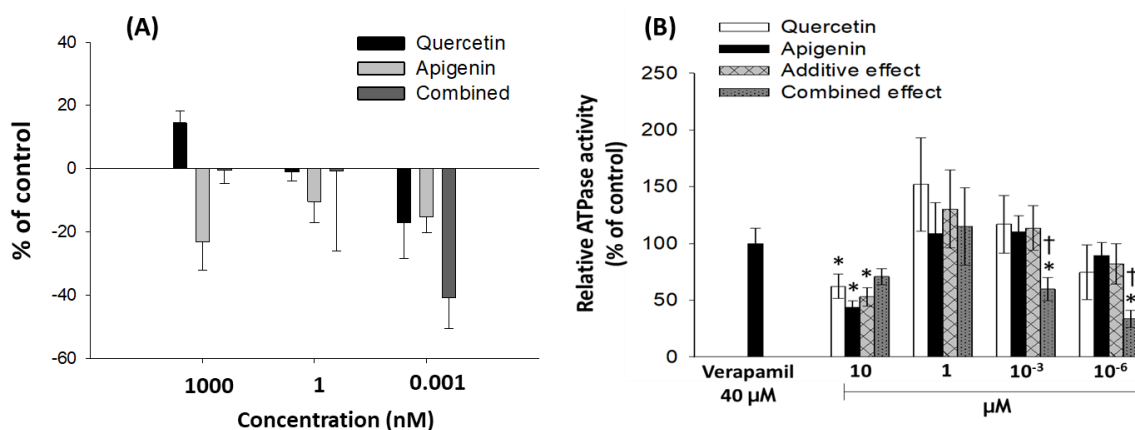 (A)
Quercetin
Apigenin
Combined
% of control
40
20
0
-20
-40
-60
1000
1
0.001
Concentration (nM)
(B)
Quercetin
Apigenin
Additive effect
Combined effect
Relative ATPase activity
(% of control)
250
200
150
100
50
0
*
*
*
†
*
†
*
Verapamil
40 µM
10
1
10⁻³
10⁻⁶
µM